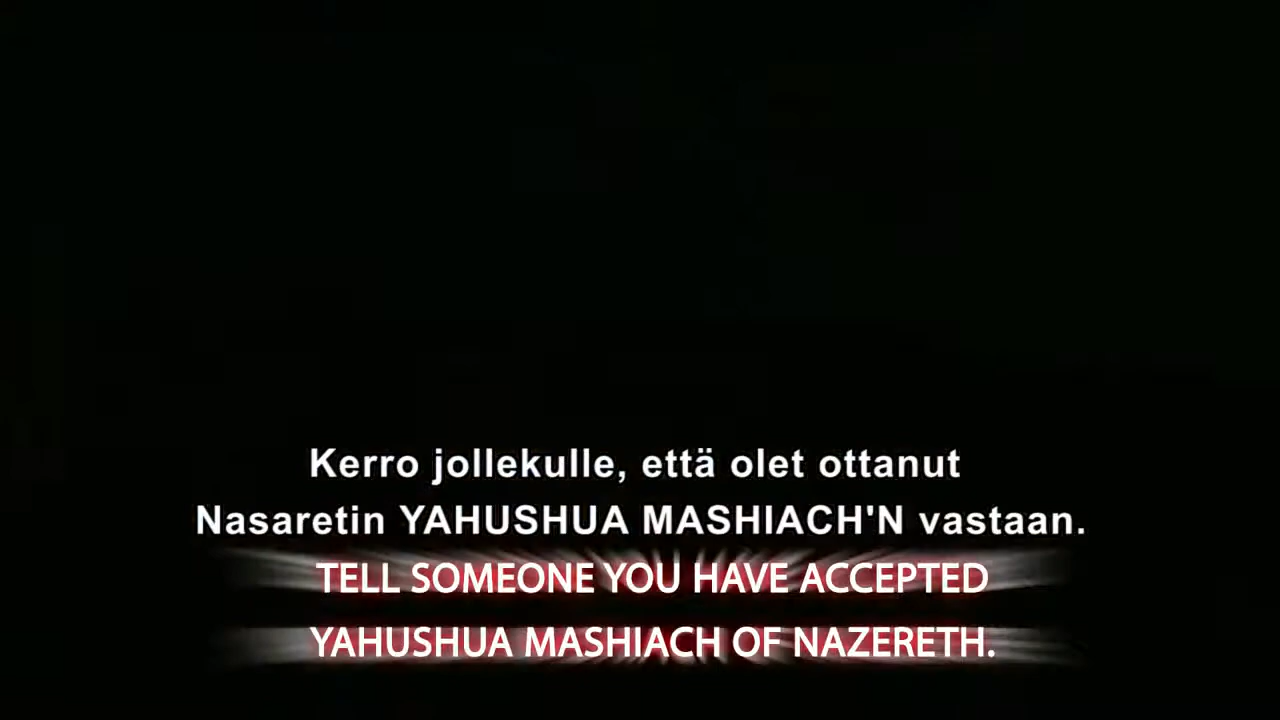 Kerro jollekulle, että olet ottanut
Nasaretin YAHUSHUA MASHIACH'N vastaan.
TELL SOMEONE YOU HAVE ACCEPTED
YAHUSHUA MASHIACH OF NAZERETH.